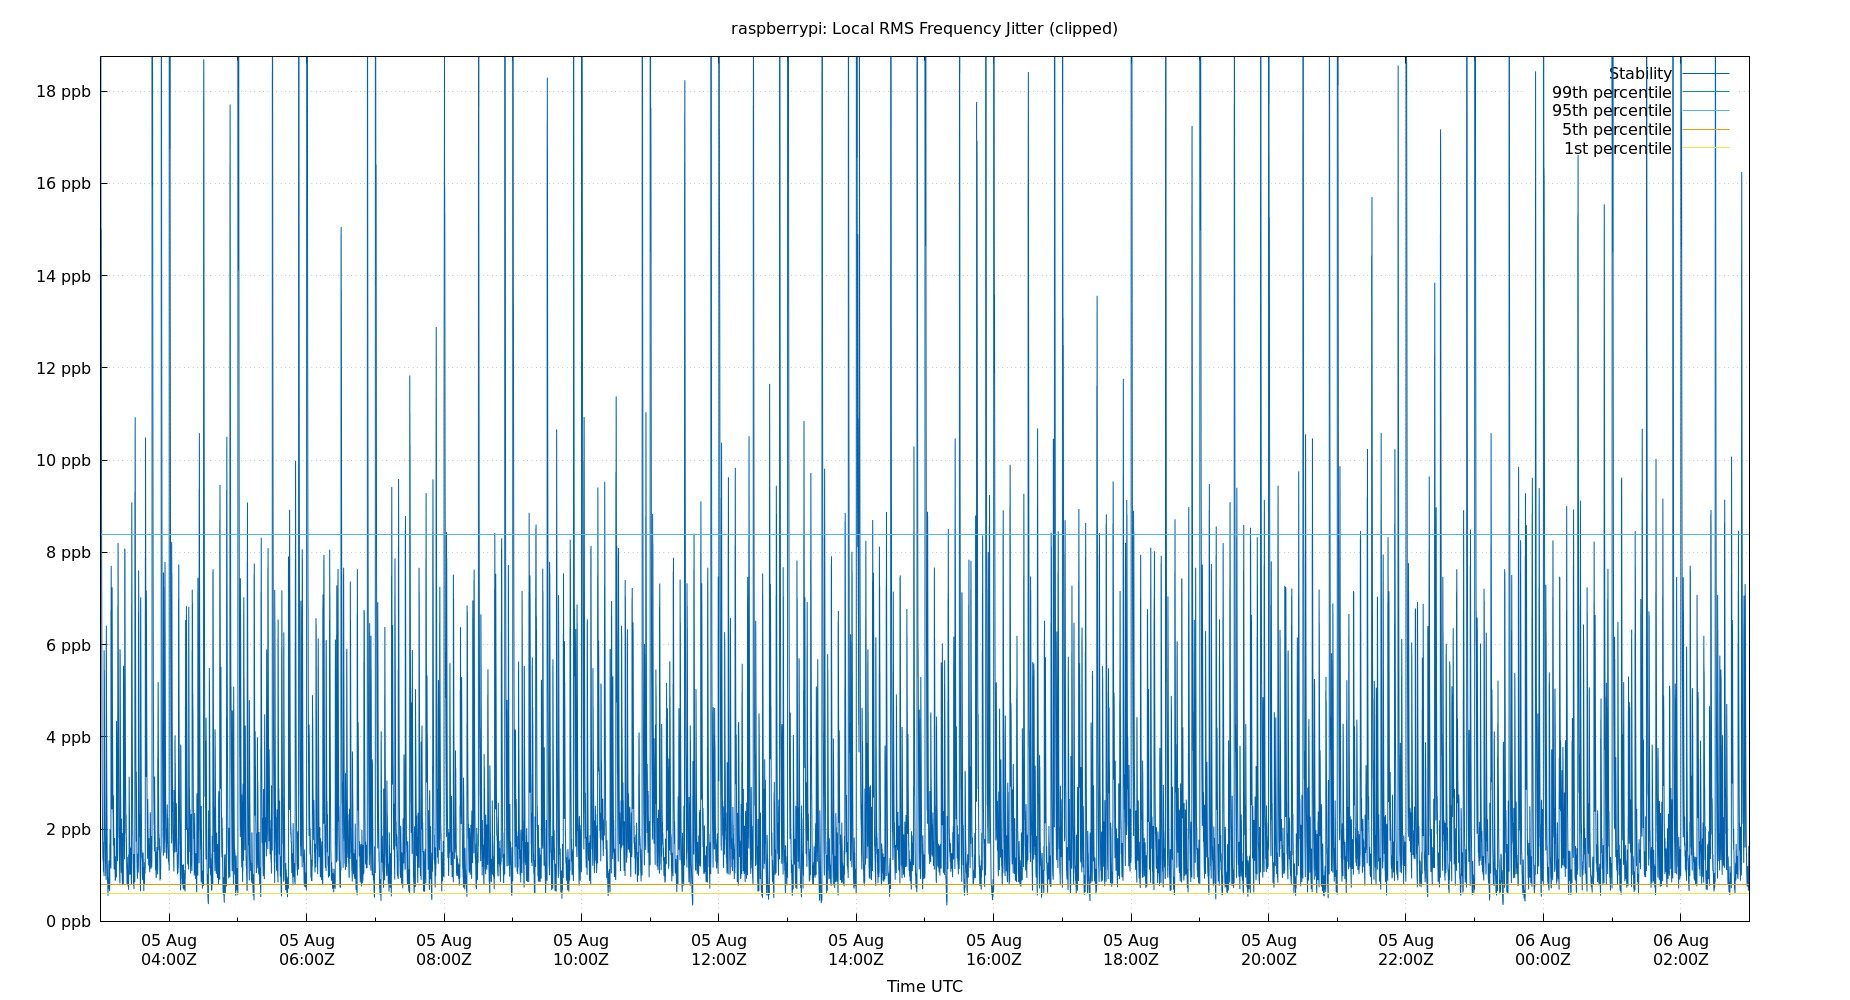 raspberrypi: Local RMS Frequency Jitter (clipped)
Stability
99th percentile
95th percentile
5th percentile
1st percentile
18 ppb
16 ppb
14 ppb
12 ppb
10 ppb
8 ppb
6 ppb
4 ppb
2 ppb
0 ppb
05 Aug 05 Aug 05 Aug 05 Aug 05 Aug 05 Aug 05 Aug 05 Aug 05 Aug 05 Aug 06 Aug 06 Aug
04:00Z 06:00Z 08:00Z 10:00Z 12:00Z 14:00Z 16:00Z 18:00Z 20:00Z 22:00Z 00:00Z 02:00Z
Time UTC